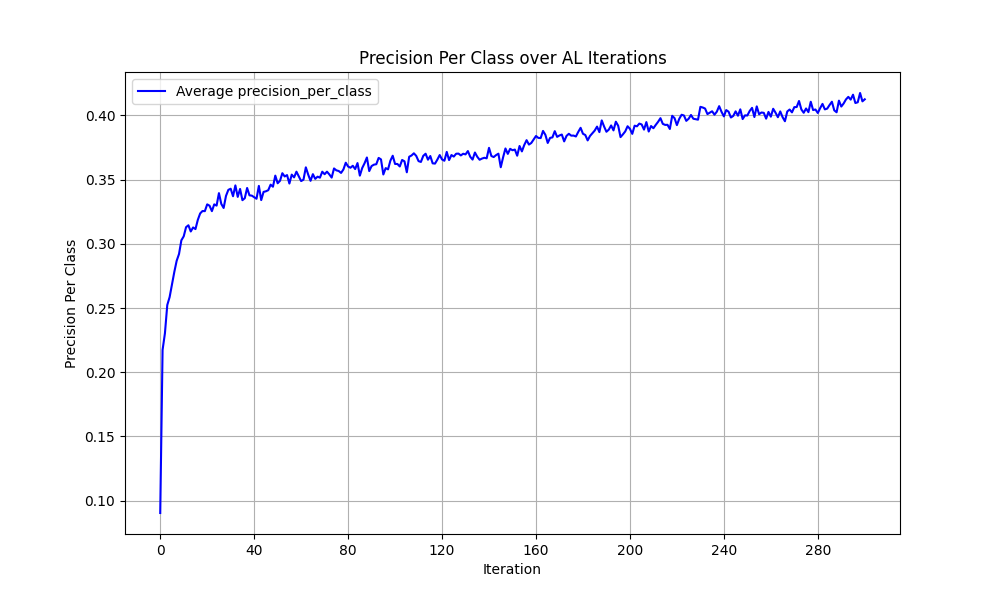 Precision Per Class over AL Iterations
Average precision_per_class
Precision Per Class
0.40
0.35
0.30
0.25
0.20
0.15
0.10
0 40 80 120 160 200 240 280
Iteration